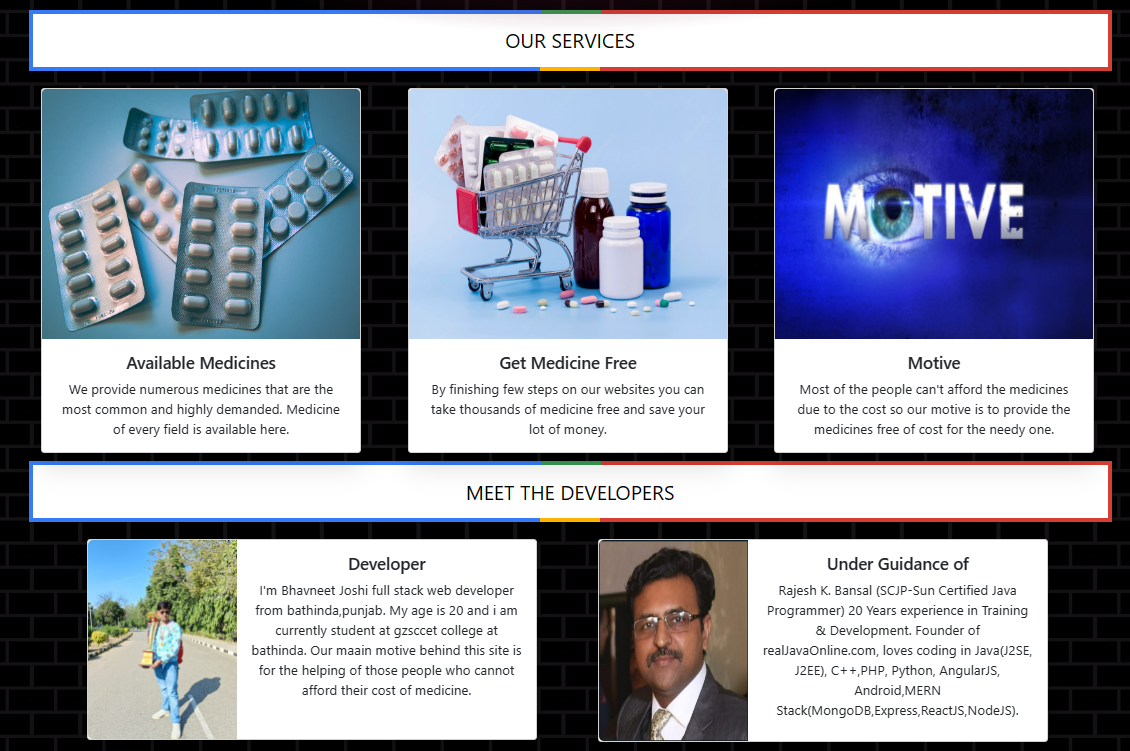 OUR SERVICES
MOTIVE
Available Medicines
We provide numerous medicines that are the
most common and highly demanded. Medicine
of every field is available here.
Get Medicine Free
By finishing few steps on our websites you can
take thousands of medicine free and save your
lot of money.
Motive
Most of the people can't afford the medicines
due to the cost so our motive is to provide the
medicines free of cost for the needy one.
MEET THE DEVELOPERS
Developer
I'm Bhavneet Joshi full stack web developer
from bathinda,punjab. My age is 20 and i am
currently student at gzsccet college at
bathinda. Our maain motive behind this site is
for the helping of those people who cannot
afford their cost of medicine.
Under Guidance of
Rajesh K. Bansal (SCJP-Sun Certified Java
Programmer) 20 Years experience in Training
& Development. Founder of
realJavaOnline.com, loves coding in Java(J2SE,
J2EE), C++,PHP, Python, AngularJS,
Android,MERN
Stack(MongoDB,Express,ReactJS,NodeJS).